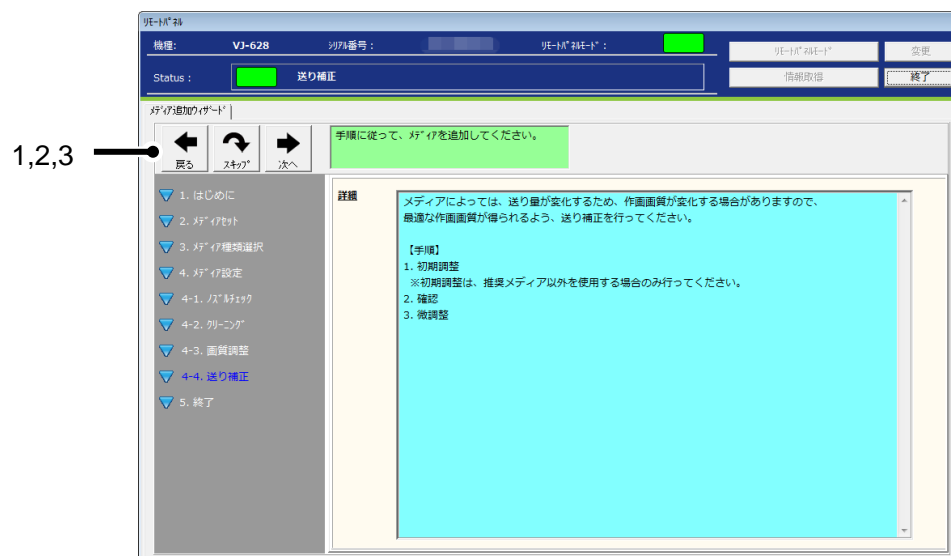 ﾘﾓｰﾄﾊﾟﾈﾙ
機種: VJ-628 ｼﾘｱﾙ番号： ﾘﾓｰﾄﾊﾟﾈﾙﾓｰﾄﾞ： ﾘﾓｰﾄﾊﾟﾈﾙﾓｰﾄﾞ 変更
Status： 送り補正 情報取得 終了
ﾒﾃﾞｨｱ追加ｳｨｻﾞｰﾄﾞ
1,2,3
戻る ｽｷｯﾌﾟ 次へ
手順に従って、ﾒﾃﾞｨｱを追加してください。
1. はじめに
2. ﾒﾃﾞｨｱｾｯﾄ
3. ﾒﾃﾞｨｱ種類選択
4. ﾒﾃﾞｨｱ設定
4-1. ﾉｽﾞﾙﾁｪｯｸ
4-2. ｸﾘｰﾆﾝｸﾞ
4-3. 画質調整
4-4. 送り補正
5. 終了
詳細
メディアによっては、送り量が変化するため、作画画質が変化する場合がありますので、
最適な作画画質が得られるよう、送り補正を行ってください。
【手順】
1. 初期調整
※初期調整は、推奨メディア以外を使用する場合のみ行ってください。
2. 確認
3. 微調整